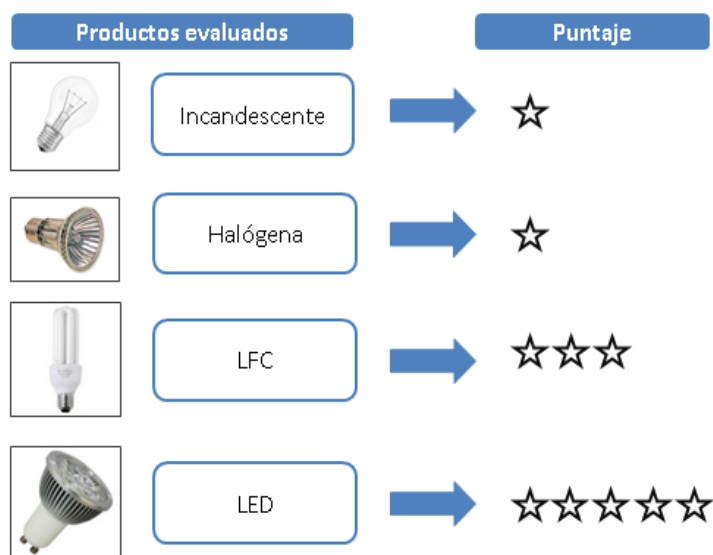 Productos evaluados
Puntaje
Incandescente
Halógena
LFC
LED